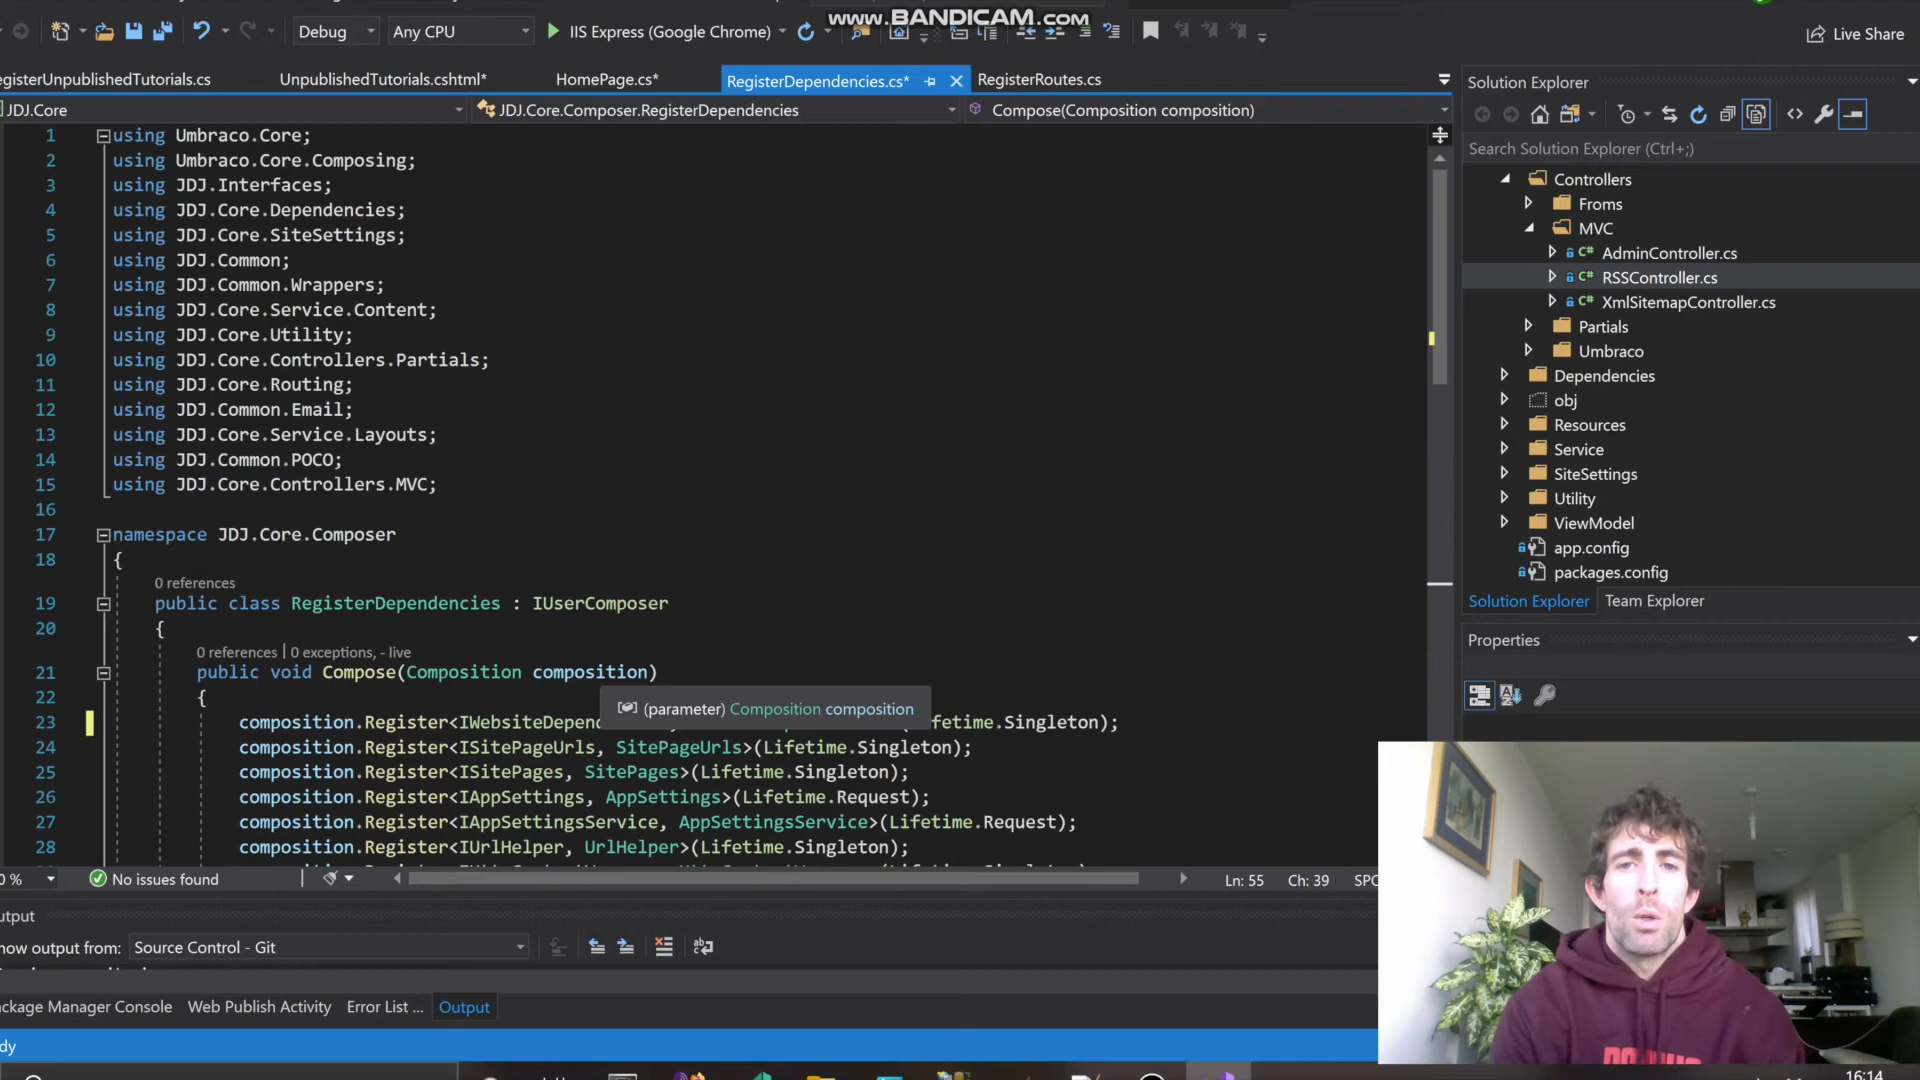 www.BANDICAM.com
Debug Any CPU IIS Express (Google Chrome) Live Share
egisterUnpublishedTutorials.cs UnpublishedTutorials.cshtml* HomePage.cs* RegisterDependencies.cs* RegisterRoutes.cs
JDJ.Core JDJ.Core.Composer.RegisterDependencies Compose(Composition composition)
1 using Umbraco.Core;
2 using Umbraco.Core.Composing;
3 using JDJ.Interfaces;
4 using JDJ.Core.Dependencies;
5 using JDJ.Core.SiteSettings;
6 using JDJ.Common;
7 using JDJ.Common.Wrappers;
8 using JDJ.Core.Service.Content;
9 using JDJ.Core.Utility;
10 using JDJ.Core.Controllers.Partials;
11 using JDJ.Core.Routing;
12 using JDJ.Common.Email;
13 using JDJ.Core.Service.Layouts;
14 using JDJ.Common.POCO;
15 using JDJ.Core.Controllers.MVC;
16
17 namespace JDJ.Core.Composer
18 {
0 references
19 public class RegisterDependencies : IUserComposer
20 {
0 references | 0 exceptions, - live
21 public void Compose(Composition composition)
22 {
(parameter) Composition composition
23 composition.Register<IWebsiteDepend fetime.Singleton);
24 composition.Register<ISitePageUrls, SitePageUrls>(Lifetime.Singleton);
25 composition.Register<ISitePages, SitePages>(Lifetime.Singleton);
26 composition.Register<IAppSettings, AppSettings>(Lifetime.Request);
27 composition.Register<IAppSettingsService, AppSettingsService>(Lifetime.Request);
28 composition.Register<IUrlHelper, UrlHelper>(Lifetime.Singleton);
0 % No issues found Ln: 55 Ch: 39 SPC
utput
how output from: Source Control - Git
ackage Manager Console Web Publish Activity Error List ... Output
dy
Solution Explorer
Search Solution Explorer (Ctrl+;)
Controllers
Froms
MVC
C# AdminController.cs
C# RSSController.cs
C# XmlSitemapController.cs
Partials
Umbraco
Dependencies
obj
Resources
Service
SiteSettings
Utility
ViewModel
app.config
packages.config
Solution Explorer Team Explorer
Properties
16:14